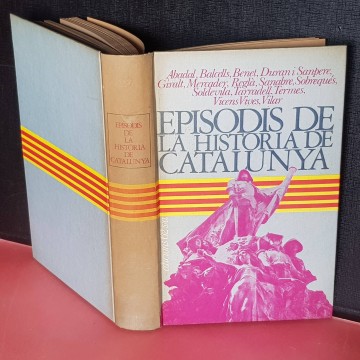 Abadal, Balcells, Benet, Duran i Sanpere,
Giralt, Mercader, Reglà, Sanabre, Sobrequés,
Soldevila, Tarradell, Termes,
Vicens Vives, Vilar
EPISODIS DE
LA HISTORIA DE
CATALUNYA
EPISODIS
DE
LA
HISTORIA
DE
CATALUNYA